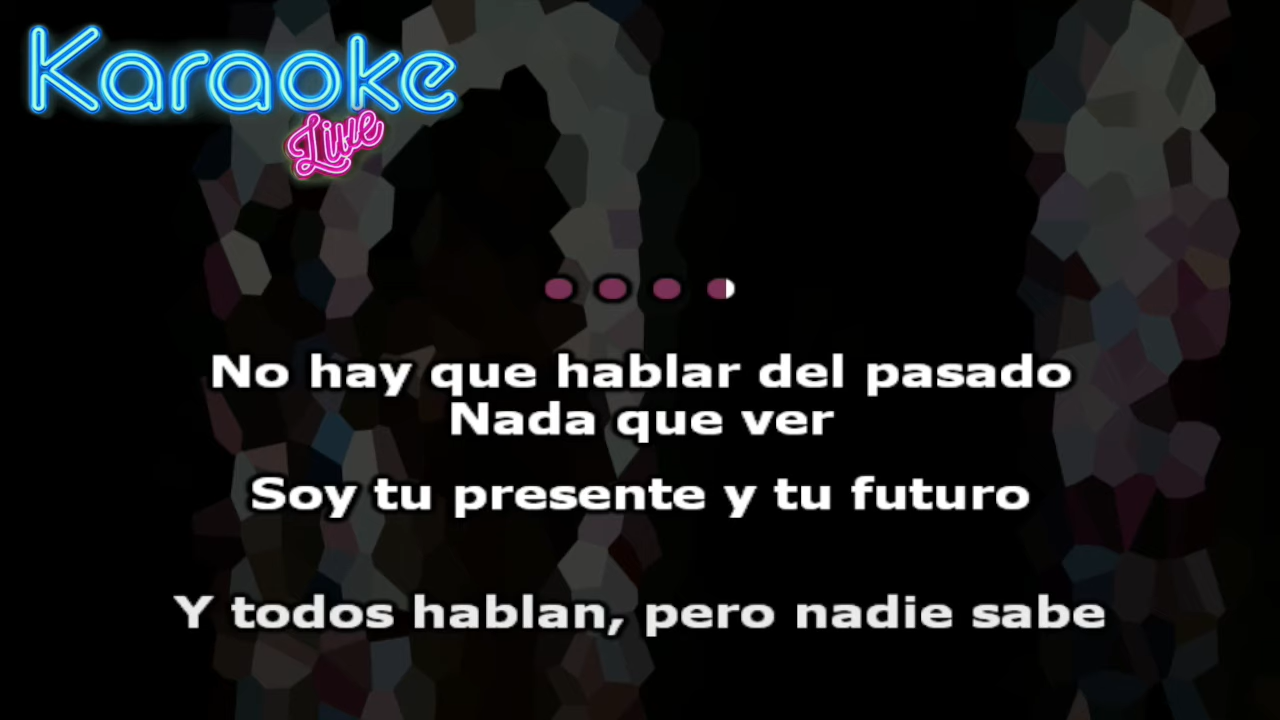 Karaoke
Live
No hay que hablar del pasado
Nada que ver
Soy tu presente y tu futuro
Y todos hablan, pero nadie sabe